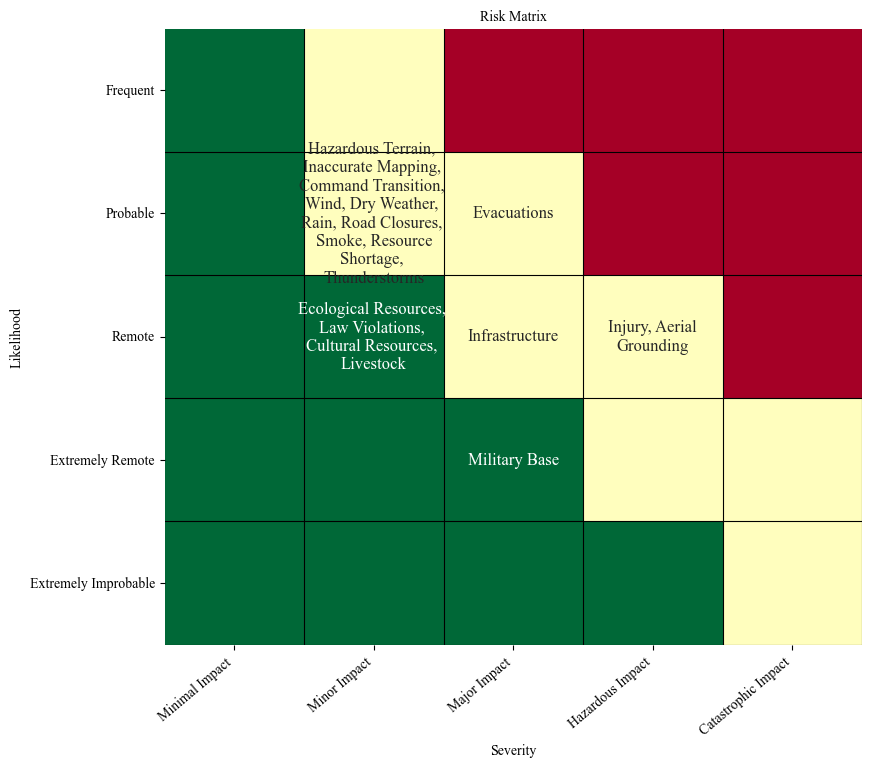 Risk Matrix
Frequent
Hazardous Terrain,
Inaccurate Mapping,
Command Transition,
Wind, Dry Weather,
Rain, Road Closures,
Smoke, Resource
Shortage,
Thunderstorms
Probable
Evacuations
Remote
Ecological Resources,
Law Violations,
Cultural Resources,
Livestock
Infrastructure
Injury, Aerial
Grounding
Extremely Remote
Military Base
Extremely Improbable
Likelihood
Minimal Impact
Minor Impact
Major Impact
Hazardous Impact
Catastrophic Impact
Severity